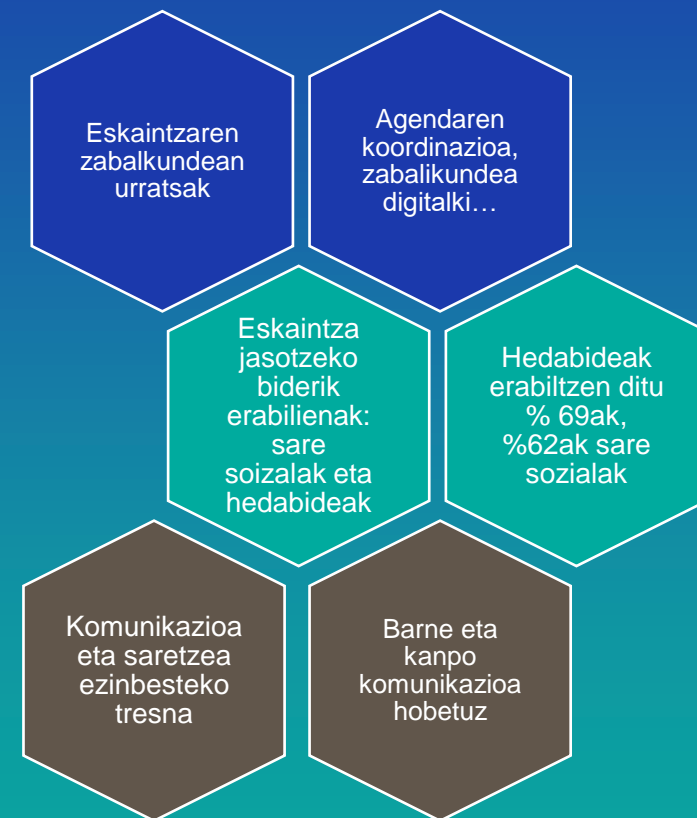 Eskaintzaren
zabalkundean
urratsak
Agendaren
koordinazioa,
zabalikundea
digitalki…
Eskaintza
jasotzeko
biderik
erabilienak:
sare
soizalak eta
hedabideak
Hedabideak
erabiltzen ditu
% 69ak,
%62ak sare
sozialak
Komunikazioa
eta saretzea
ezinbesteko
tresna
Barne eta
kanpo
komunikazioa
hobetuz